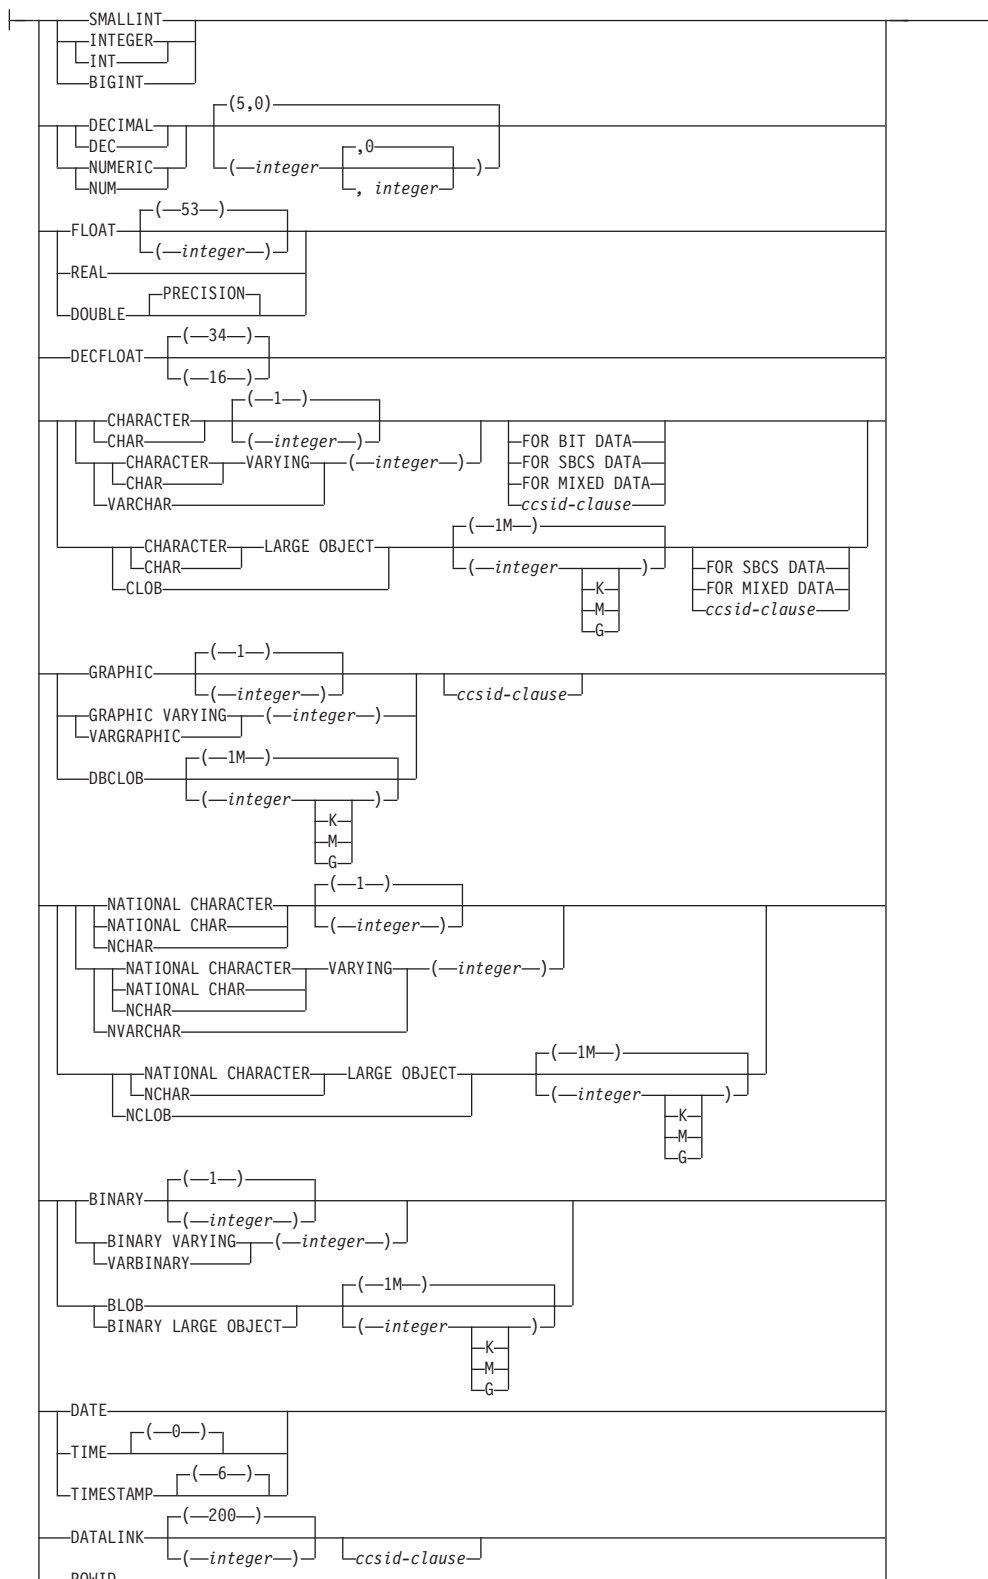 SMALLINT
INTEGER
INT
BIGINT
(5,0)
DECIMAL
DEC
,0
NUMERIC
( integer )
NUM
, integer
( 53 )
FLOAT
( integer )
REAL
PRECISION
DOUBLE
( 34 )
DECFLOAT
( 16 )
( 1 )
CHARACTER
CHAR
( integer )
FOR BIT DATA
CHARACTER VARYING ( integer )
FOR SBCS DATA
CHAR
FOR MIXED DATA
VARCHAR
ccsid-clause
( 1M )
CHARACTER LARGE OBJECT
CHAR
( integer )
FOR SBCS DATA
CLOB
K
FOR MIXED DATA
M
ccsid-clause
G
( 1 )
GRAPHIC
( integer )
ccsid-clause
GRAPHIC VARYING ( integer )
VARGRAPHIC
( 1M )
DBCLOB
( integer )
K
M
G
( 1 )
NATIONAL CHARACTER
NATIONAL CHAR
( integer )
NCHAR
NATIONAL CHARACTER VARYING ( integer )
NATIONAL CHAR
NCHAR
NVARCHAR
( 1M )
NATIONAL CHARACTER LARGE OBJECT
NCHAR
( integer )
NCLOB
K
M
G
( 1 )
BINARY
( integer )
BINARY VARYING ( integer )
VARBINARY
( 1M )
BLOB
BINARY LARGE OBJECT
( integer )
K
M
G
DATE
( 0 )
TIME
( 6 )
TIMESTAMP
( 200 )
DATALINK
( integer )
ccsid-clause
ROWID